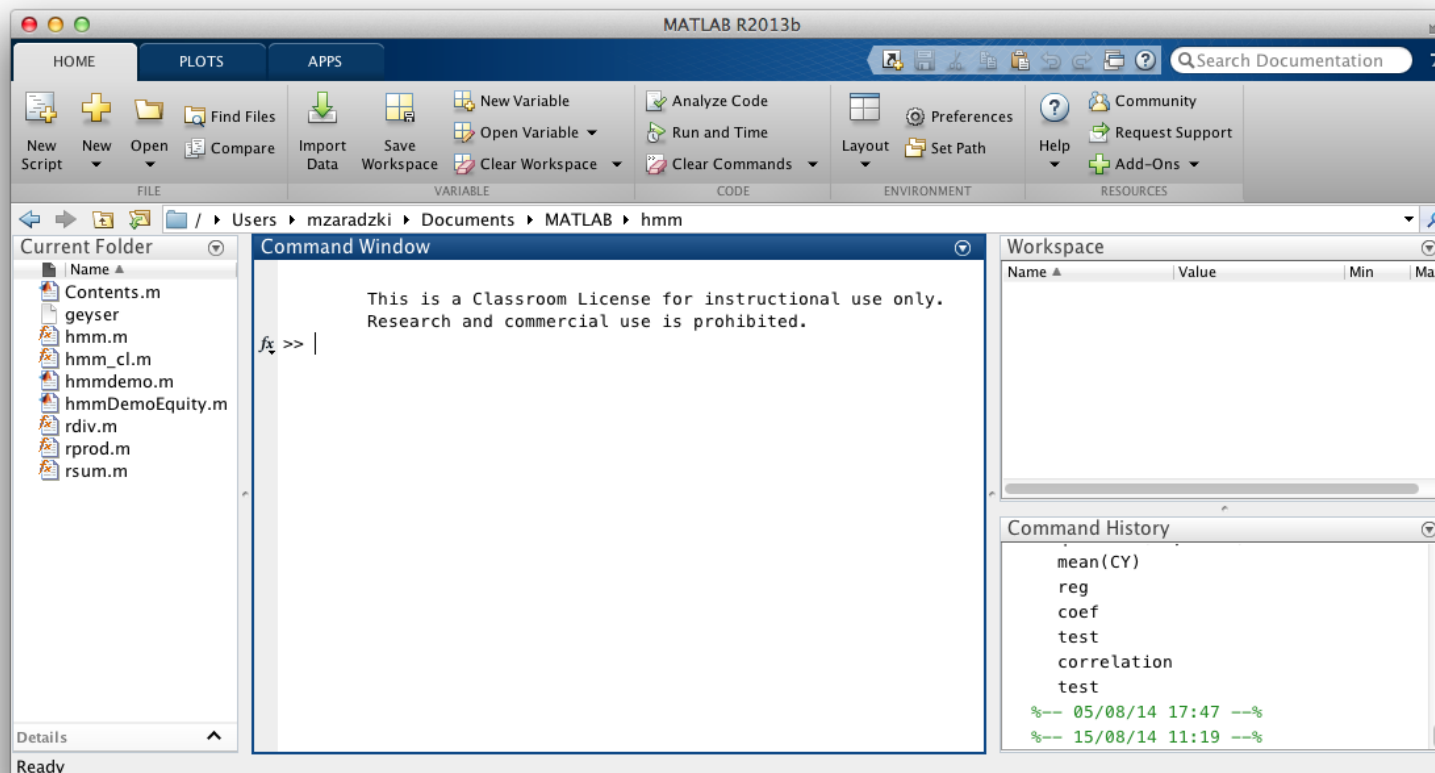 MATLAB R2013b
HOME PLOTS APPS
Search Documentation
New Script
New
Open
Find Files
Compare
FILE
Import Data
Save Workspace
New Variable
Open Variable
Clear Workspace
VARIABLE
Analyze Code
Run and Time
Clear Commands
CODE
Layout
Preferences
Set Path
ENVIRONMENT
Help
Community
Request Support
Add-Ons
RESOURCES
/ Users mzaradzki Documents MATLAB hmm
Current Folder
Name
Contents.m
geyser
hmm.m
hmm_cl.m
hmmdemo.m
hmmDemoEquity.m
rdiv.m
rprod.m
rsum.m
Details
Ready
Command Window
This is a Classroom License for instructional use only.
Research and commercial use is prohibited.
fx >>
Workspace
Name Value Min Ma
Command History
mean(CY)
reg
coef
test
correlation
test
%-- 05/08/14 17:47 --%
%-- 15/08/14 11:19 --%